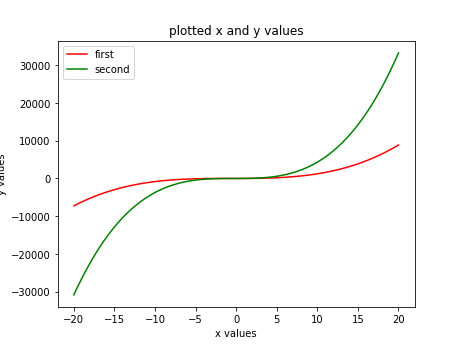 plotted x and y values
first
second
30000
20000
10000
0
−10000
−20000
−30000
y values
−20 −15 −10 −5 0 5 10 15 20
x values